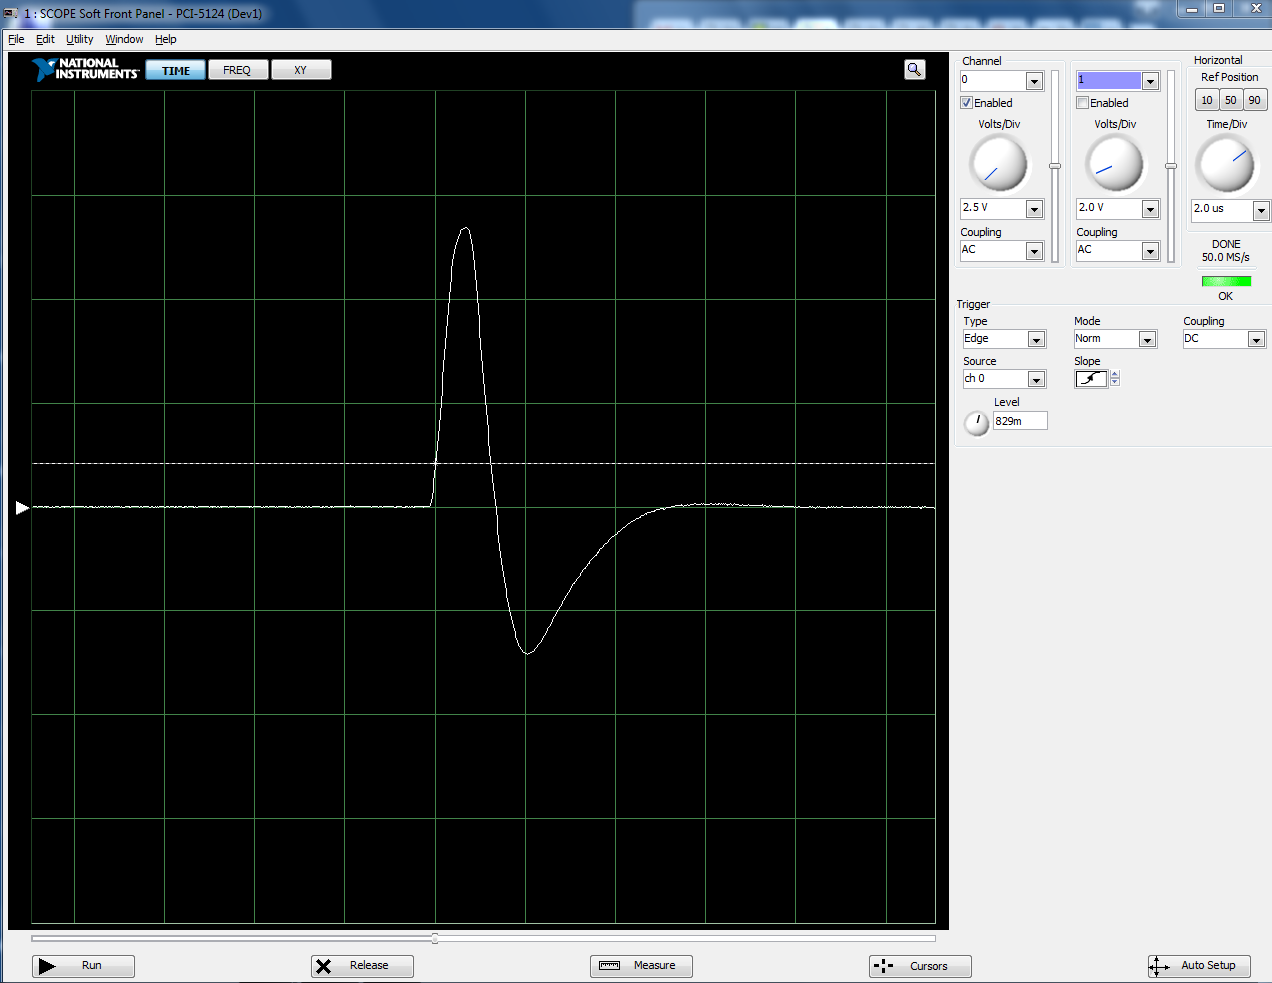 1 : SCOPE Soft Front Panel - PCI-5124 (Dev1)
File Edit Utility Window Help
NATIONAL
INSTRUMENTS
TIME FREQ XY
Channel
0
Enabled
Volts/Div
2.5 V
Coupling
AC
1
Enabled
Volts/Div
2.0 V
Coupling
AC
Horizontal
Ref Position
10 50 90
Time/Div
2.0 us
DONE
50.0 MS/s
OK
Trigger
Type Mode Coupling
Edge Norm DC
Source Slope
ch 0
Level
829m
Run Release Measure Cursors Auto Setup